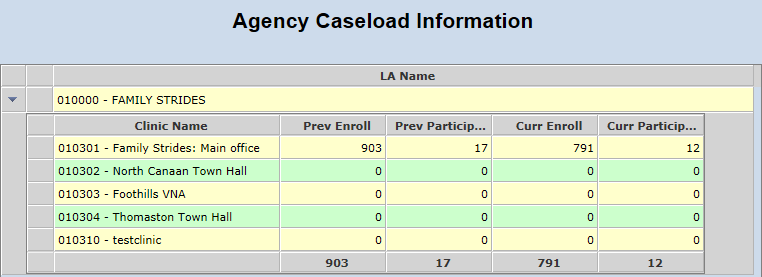 Agency Caseload Information
LA Name
010000 - FAMILY STRIDES
Clinic Name Prev Enroll Prev Particip... Curr Enroll Curr Particip...
010301 - Family Strides: Main office 903 17 791 12
010302 - North Canaan Town Hall 0 0 0 0
010303 - Foothills VNA 0 0 0 0
010304 - Thomaston Town Hall 0 0 0 0
010310 - testclinic 0 0 0 0
903 17 791 12